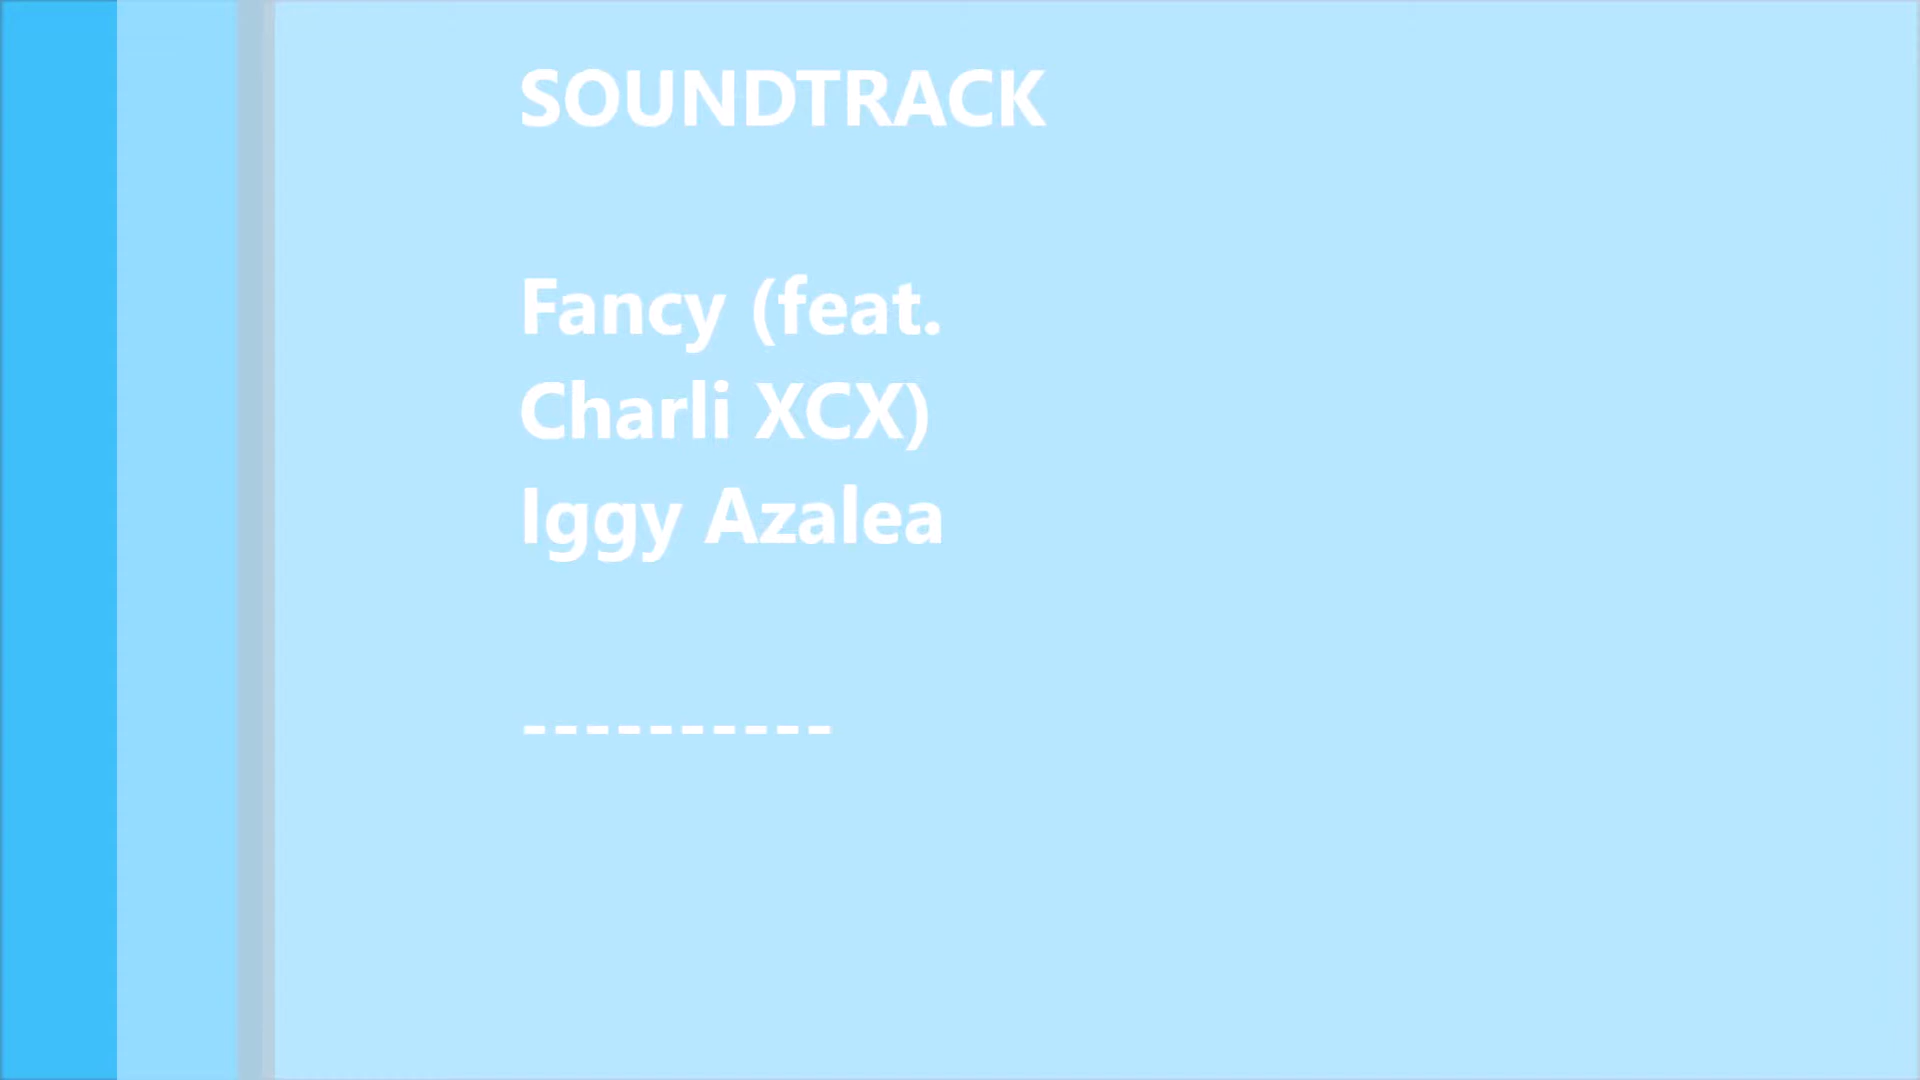 SOUNDTRACK
Fancy (feat.
Charli XCX)
Iggy Azalea
----------